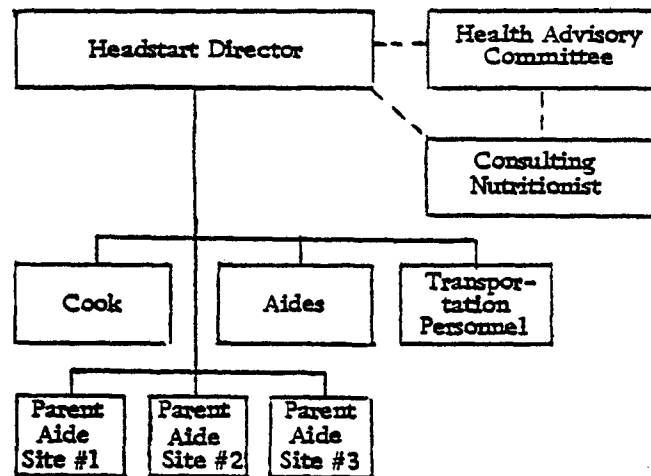 Headstart Director
Health Advisory
Committee
Consulting
Nutritionist
Cook
Aides
Transpor-
tation
Personnel
Parent
Aide
Site #1
Parent
Aide
Site #2
Parent
Aide
Site #3